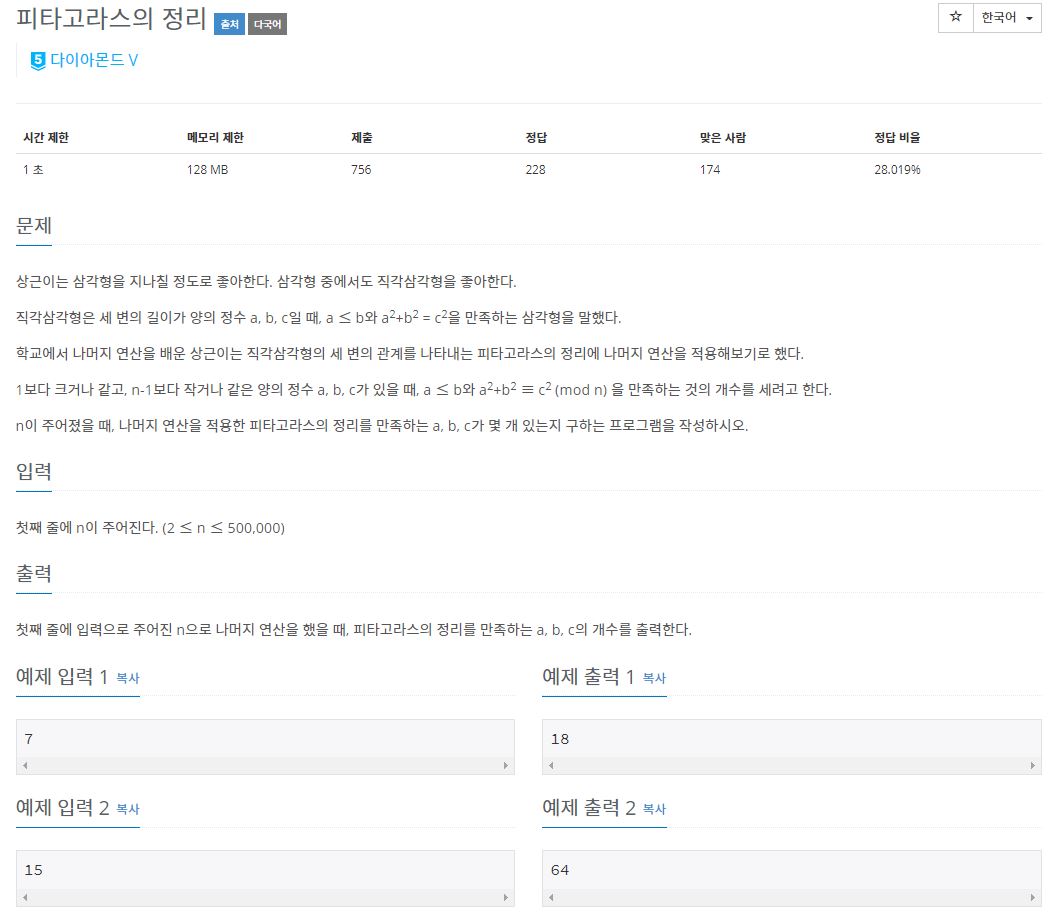 피타고라스의 정리 출처 다국어
☆ 한국어
5 다이아몬드 V
시간 제한 메모리 제한 제출 정답 맞은 사람 정답 비율
1 초 128 MB 756 228 174 28.019%
문제
상근이는 삼각형을 지나칠 정도로 좋아한다. 삼각형 중에서도 직각삼각형을 좋아한다.
직각삼각형은 세 변의 길이가 양의 정수 a, b, c일 때, a ≤ b와 a²+b² = c²을 만족하는 삼각형을 말했다.
학교에서 나머지 연산을 배운 상근이는 직각삼각형의 세 변의 관계를 나타내는 피타고라스의 정리에 나머지 연산을 적용해보기로 했다.
1보다 크거나 같고, n-1보다 작거나 같은 양의 정수 a, b, c가 있을 때, a ≤ b와 a²+b² ≡ c² (mod n) 을 만족하는 것의 개수를 세려고 한다.
n이 주어졌을 때, 나머지 연산을 적용한 피타고라스의 정리를 만족하는 a, b, c가 몇 개 있는지 구하는 프로그램을 작성하시오.
입력
첫째 줄에 n이 주어진다. (2 ≤ n ≤ 500,000)
출력
첫째 줄에 입력으로 주어진 n으로 나머지 연산을 했을 때, 피타고라스의 정리를 만족하는 a, b, c의 개수를 출력한다.
예제 입력 1 복사
7
예제 출력 1 복사
18
예제 입력 2 복사
15
예제 출력 2 복사
64